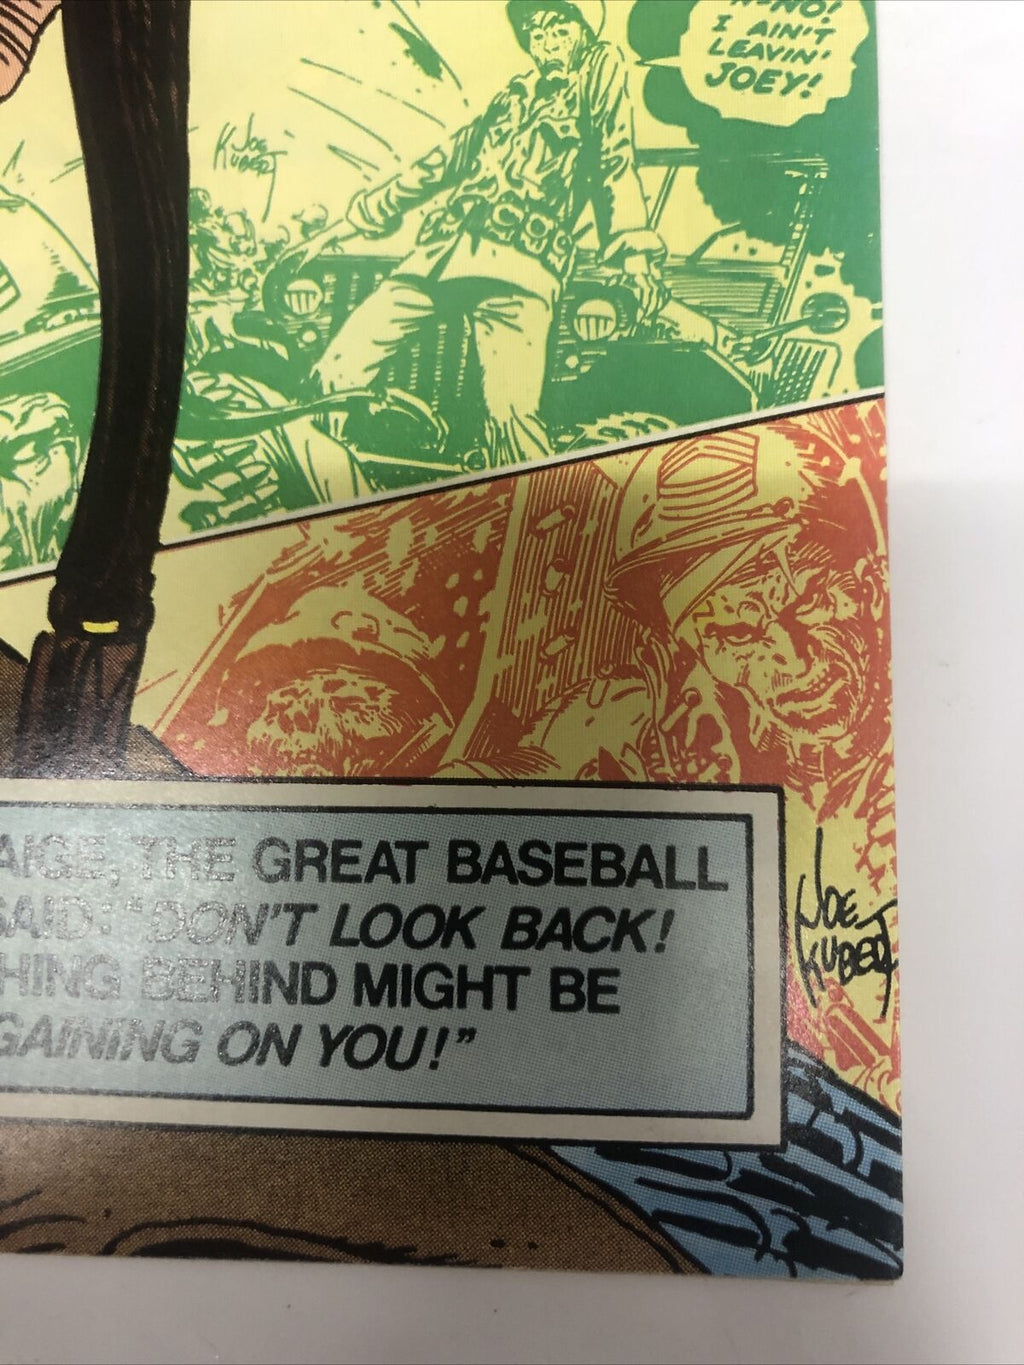 NO!
I AIN'T
LEAVIN'
JOEY!
JOE
KUBERT
AIGE, THE GREAT BASEBALL
SAID: "DON'T LOOK BACK!
HING BEHIND MIGHT BE
GAINING ON YOU!"
JOE
KUBERT